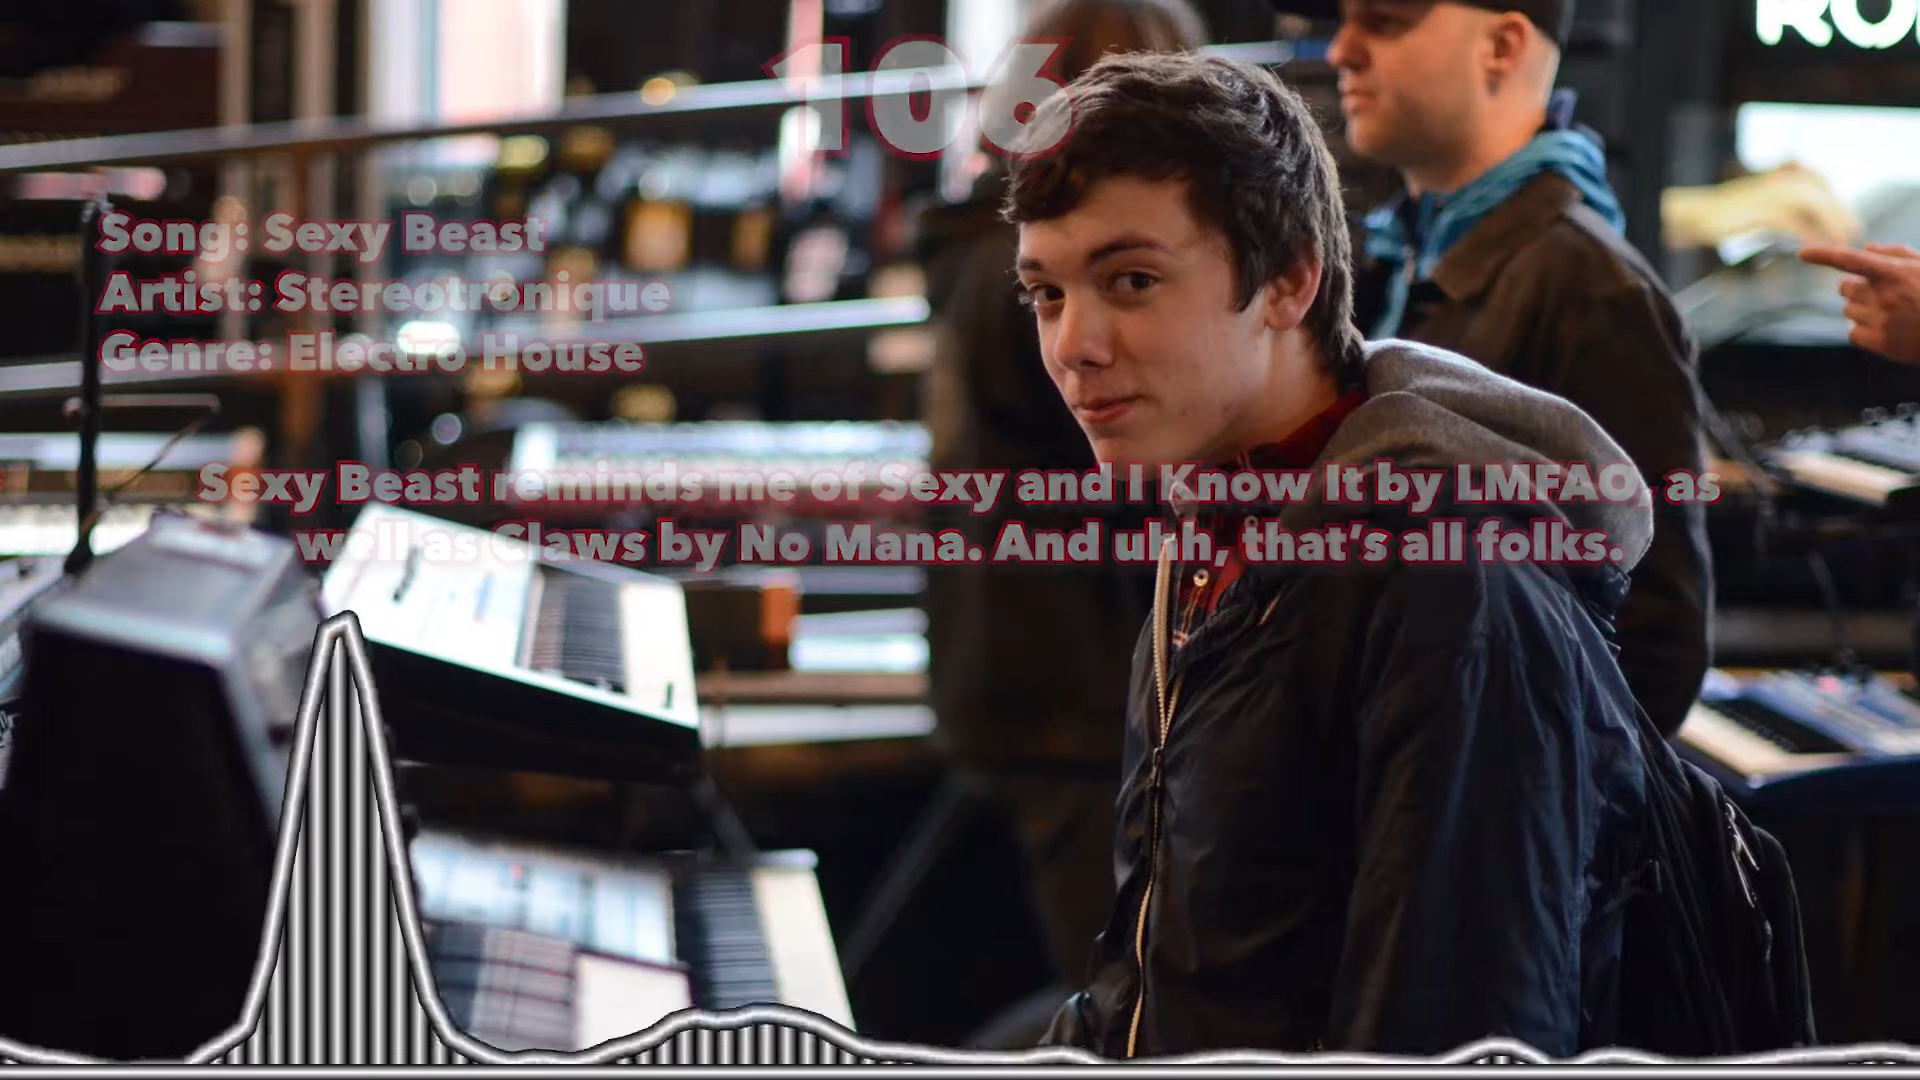 106
Song: Sexy Beast
Artist: Stereotronique
Genre: Electro House
Sexy Beast reminds me of Sexy and I Know It by LMFAO, as
well as Claws by No Mana. And uhh, that's all folks.